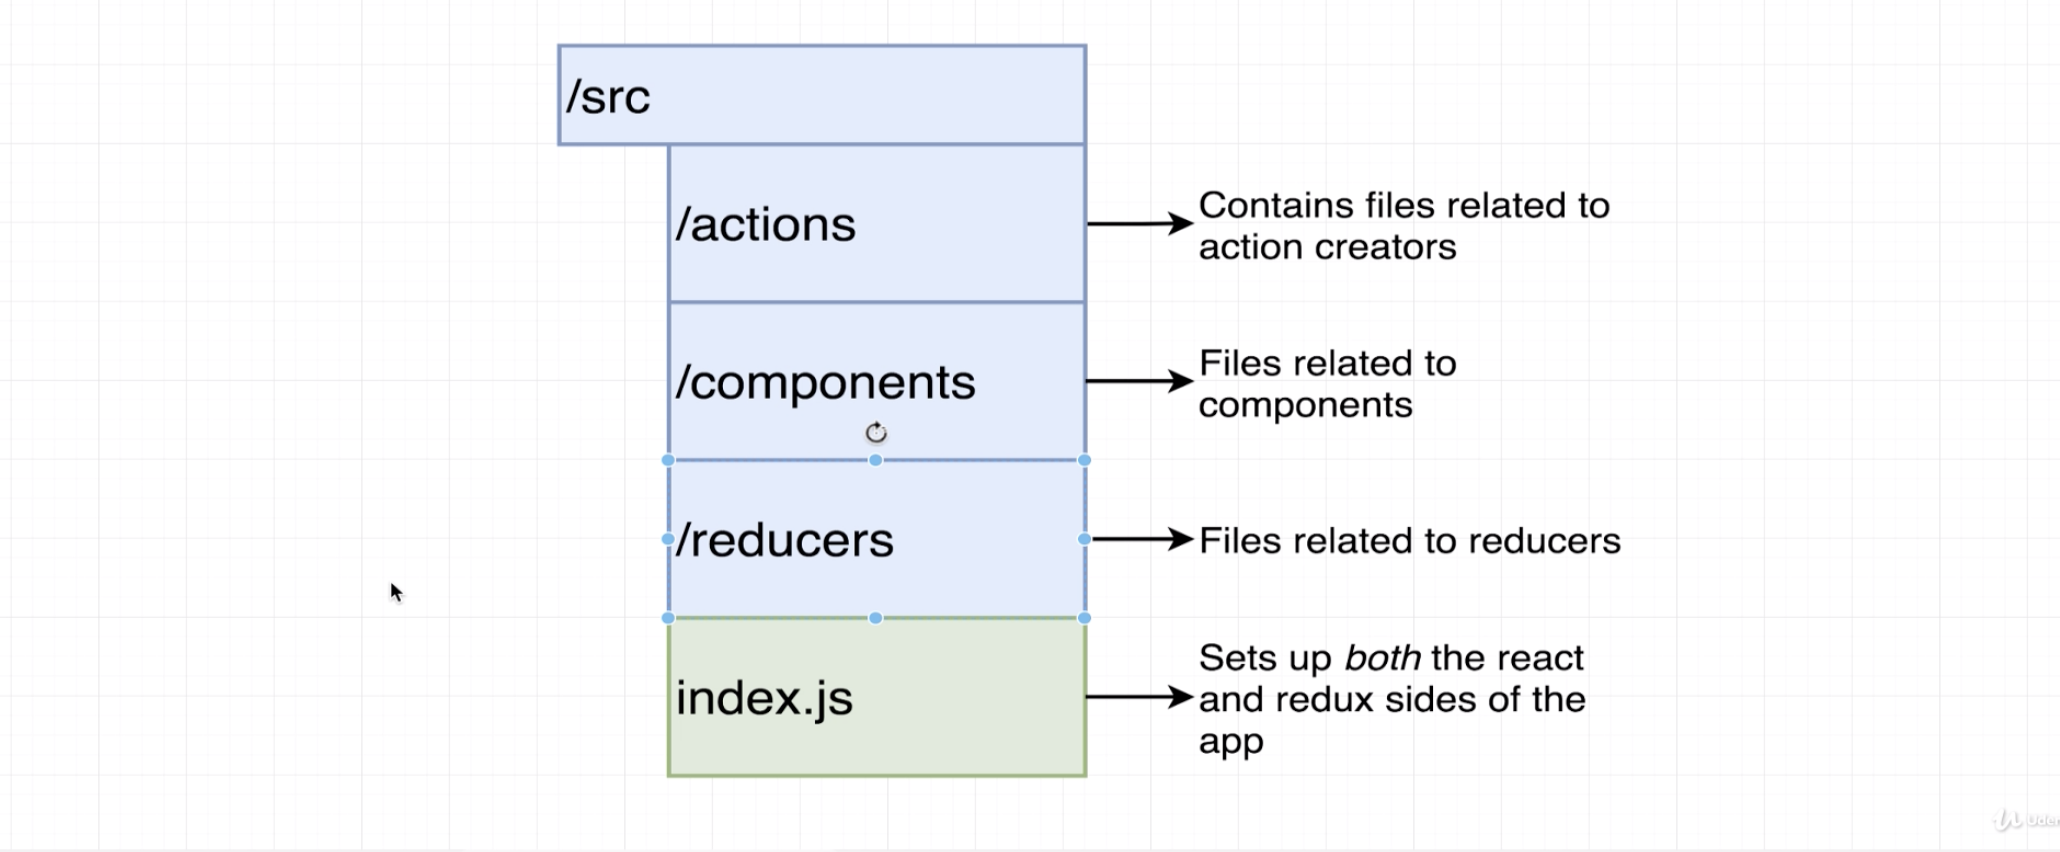 /src
/actions
Contains files related to
action creators
/components
Files related to
components
/reducers
Files related to reducers
index.js
Sets up both the react
and redux sides of the
app